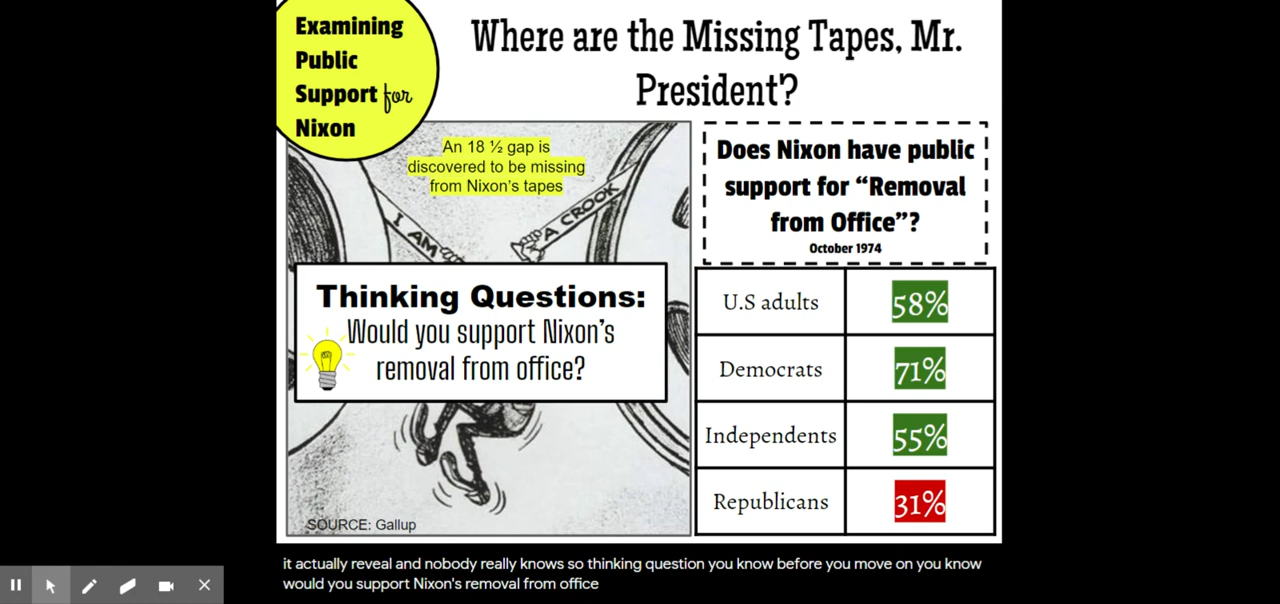 Examining
Public
Support for
Nixon
Where are the Missing Tapes, Mr.
President?
An 18 ½ gap is
discovered to be missing
from Nixon's tapes
I AM
A CROOK
Thinking Questions:
Would you support Nixon's
removal from office?
SOURCE: Gallup
Does Nixon have public
support for “Removal
from Office”?
October 1974
U.S adults 58%
Democrats 71%
Independents 55%
Republicans 31%
it actually reveal and nobody really knows so thinking question you know before you move on you know
would you support Nixon's removal from office